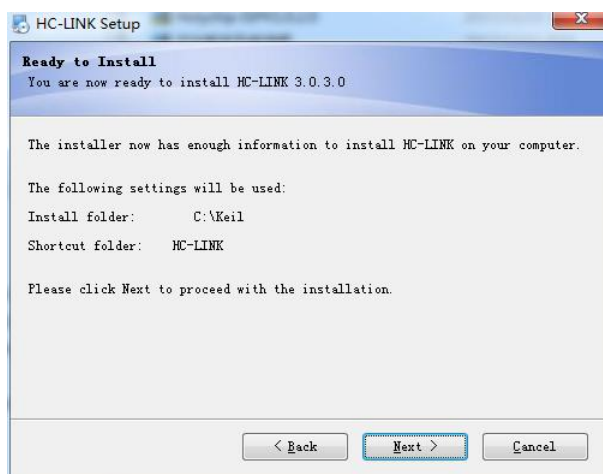 HC-LINK Setup
Ready to Install
You are now ready to install HC-LINK 3.0.3.0
The installer now has enough information to install HC-LINK on your computer.
The following settings will be used:
Install folder: C:\Keil
Shortcut folder: HC-LINK
Please click Next to proceed with the installation.
< Back
Next >
Cancel